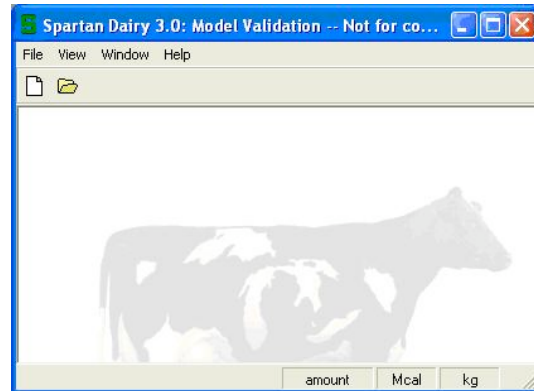 S Spartan Dairy 3.0: Model Validation -- Not for co...
File View Window Help
amount Mcal kg